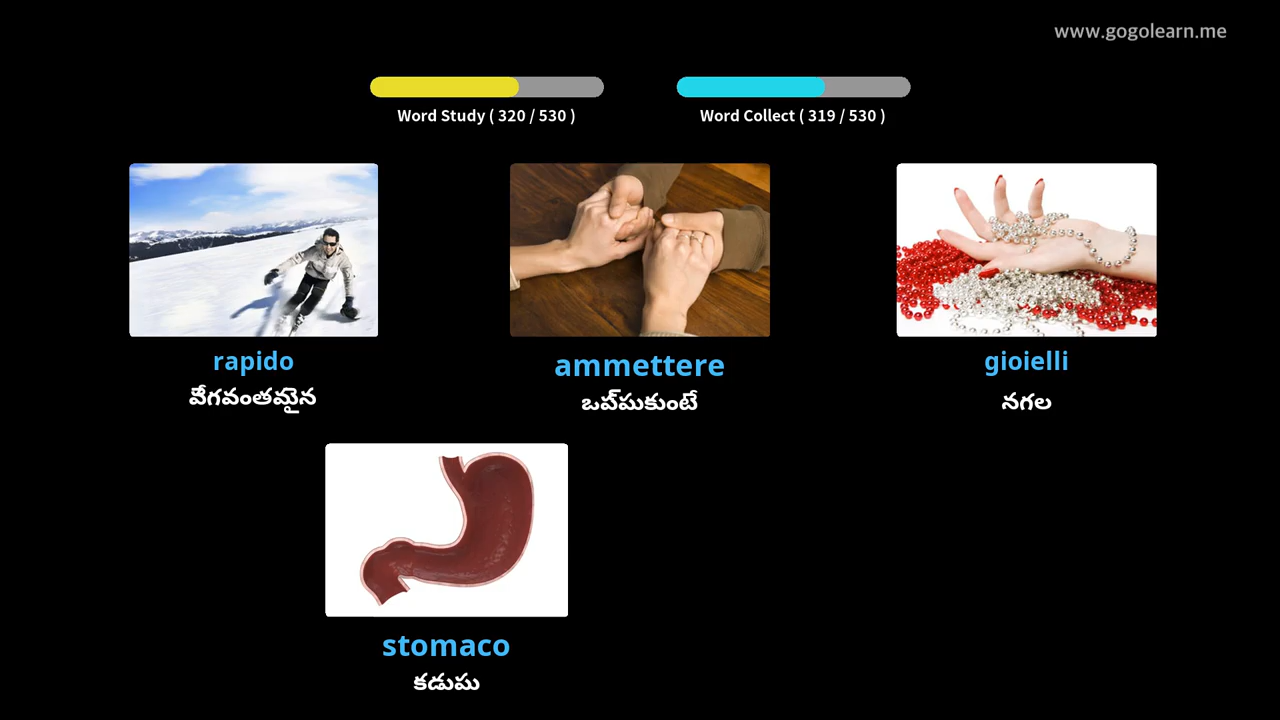 www.gogolearn.me
Word Study ( 320 / 530 )
Word Collect ( 319 / 530 )
rapido
వేగవంతమైన
ammettere
ఒప్పుకుంటే
gioielli
నగల
stomaco
కడుపు